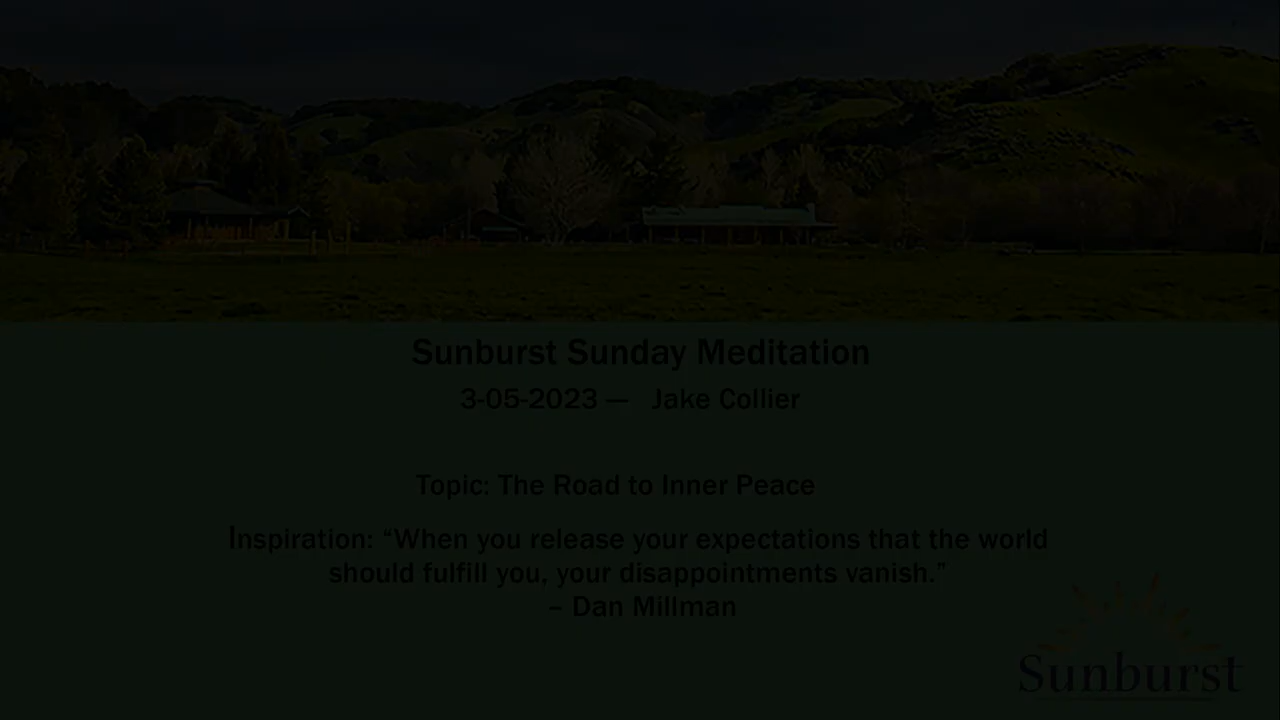 Sunburst Sunday Meditation
3-05-2023 — Jake Collier
Topic: The Road to Inner Peace
Inspiration: “When you release your expectations that the world
should fulfill you, your disappointments vanish.”
– Dan Millman
Sunburst